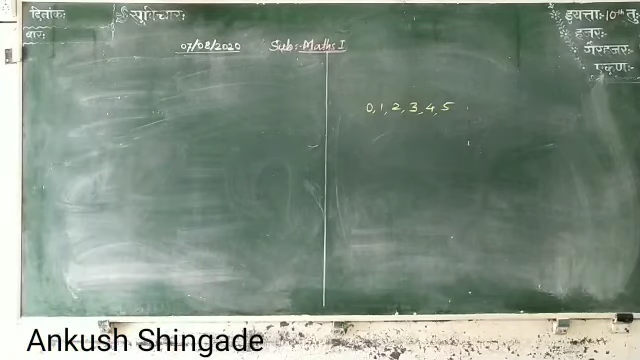 दिनांक:
सुविचार:
इयत्ता:10th तु:
वार:
हजर:
07/08/2020 Sub:-Maths I
गैरहजर:
एकूण:-
0, 1, 2, 3, 4, 5
Ankush Shingade